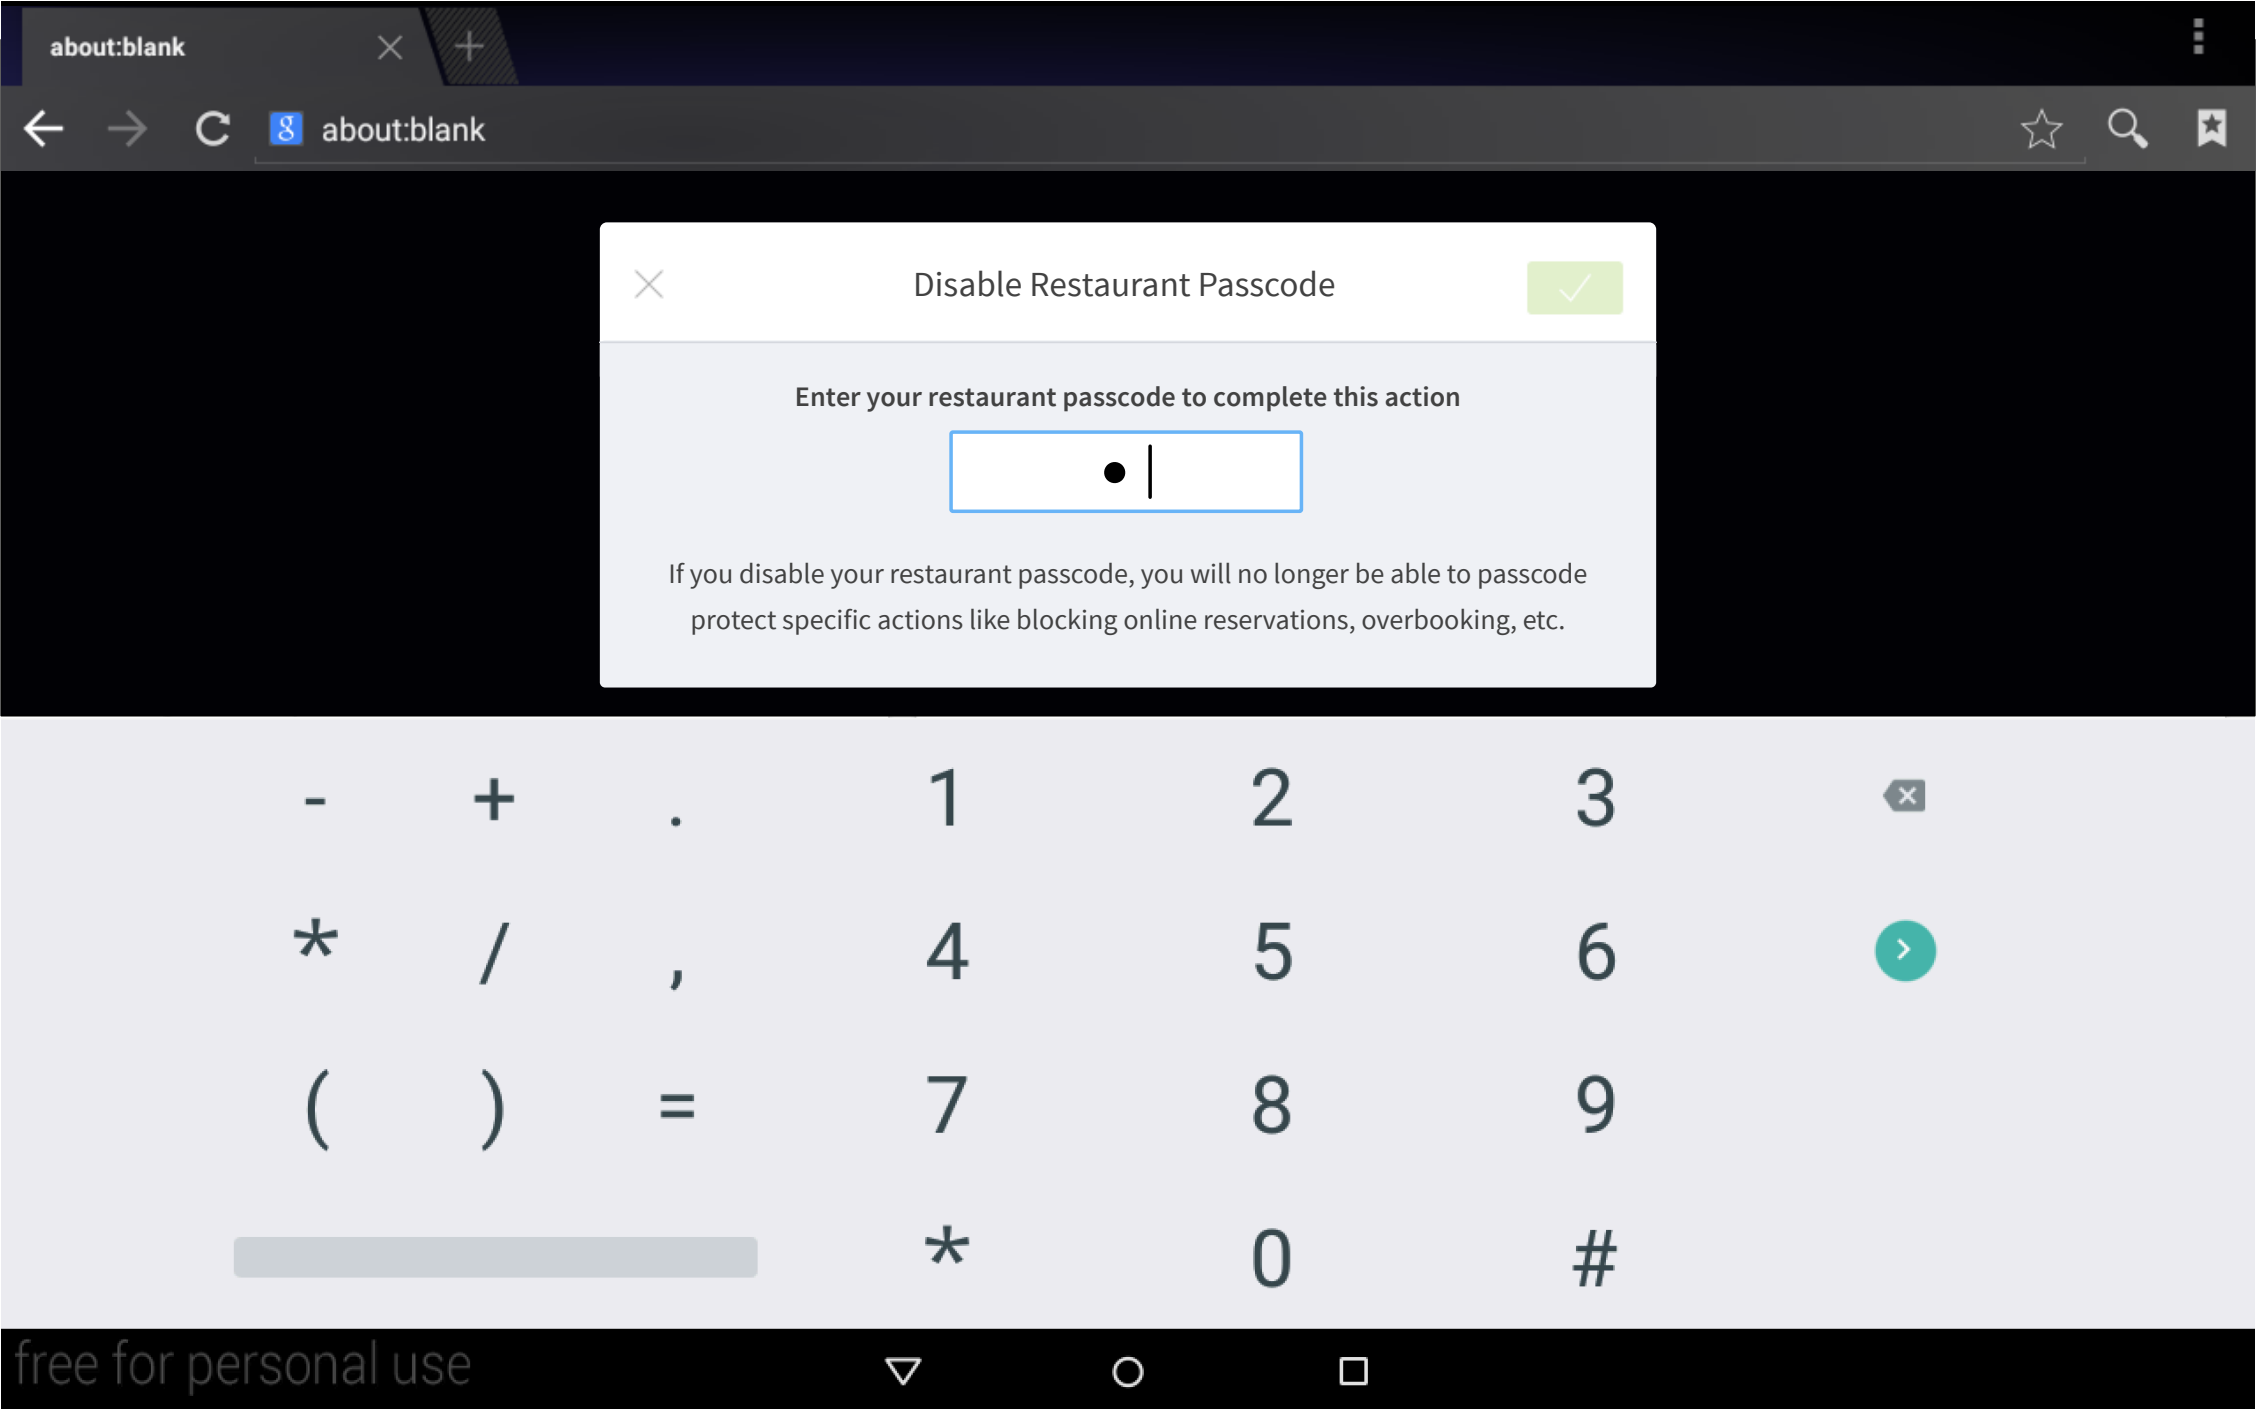 about:blank
about:blank
Disable Restaurant Passcode
Enter your restaurant passcode to complete this action
If you disable your restaurant passcode, you will no longer be able to passcode
protect specific actions like blocking online reservations, overbooking, etc.
- + . 1 2 3
* / , 4 5 6
( ) = 7 8 9
* 0 #
free for personal use